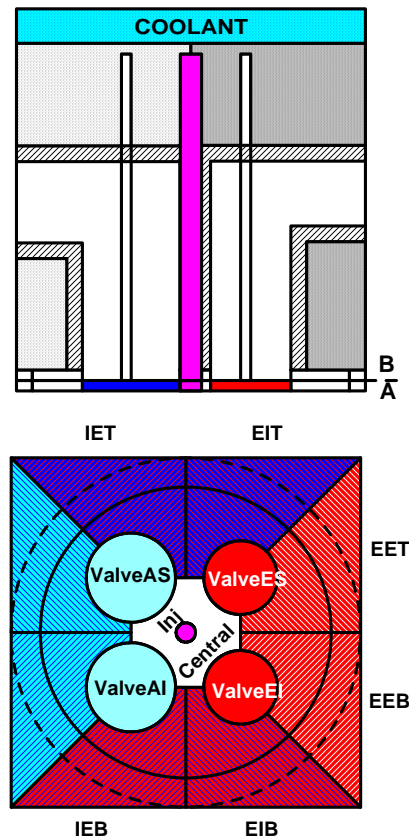 COOLANT
B
A
IET
EIT
EET
ValveAS
ValveES
Inj
Central
ValveAI
ValveEI
EEB
IEB
EIB